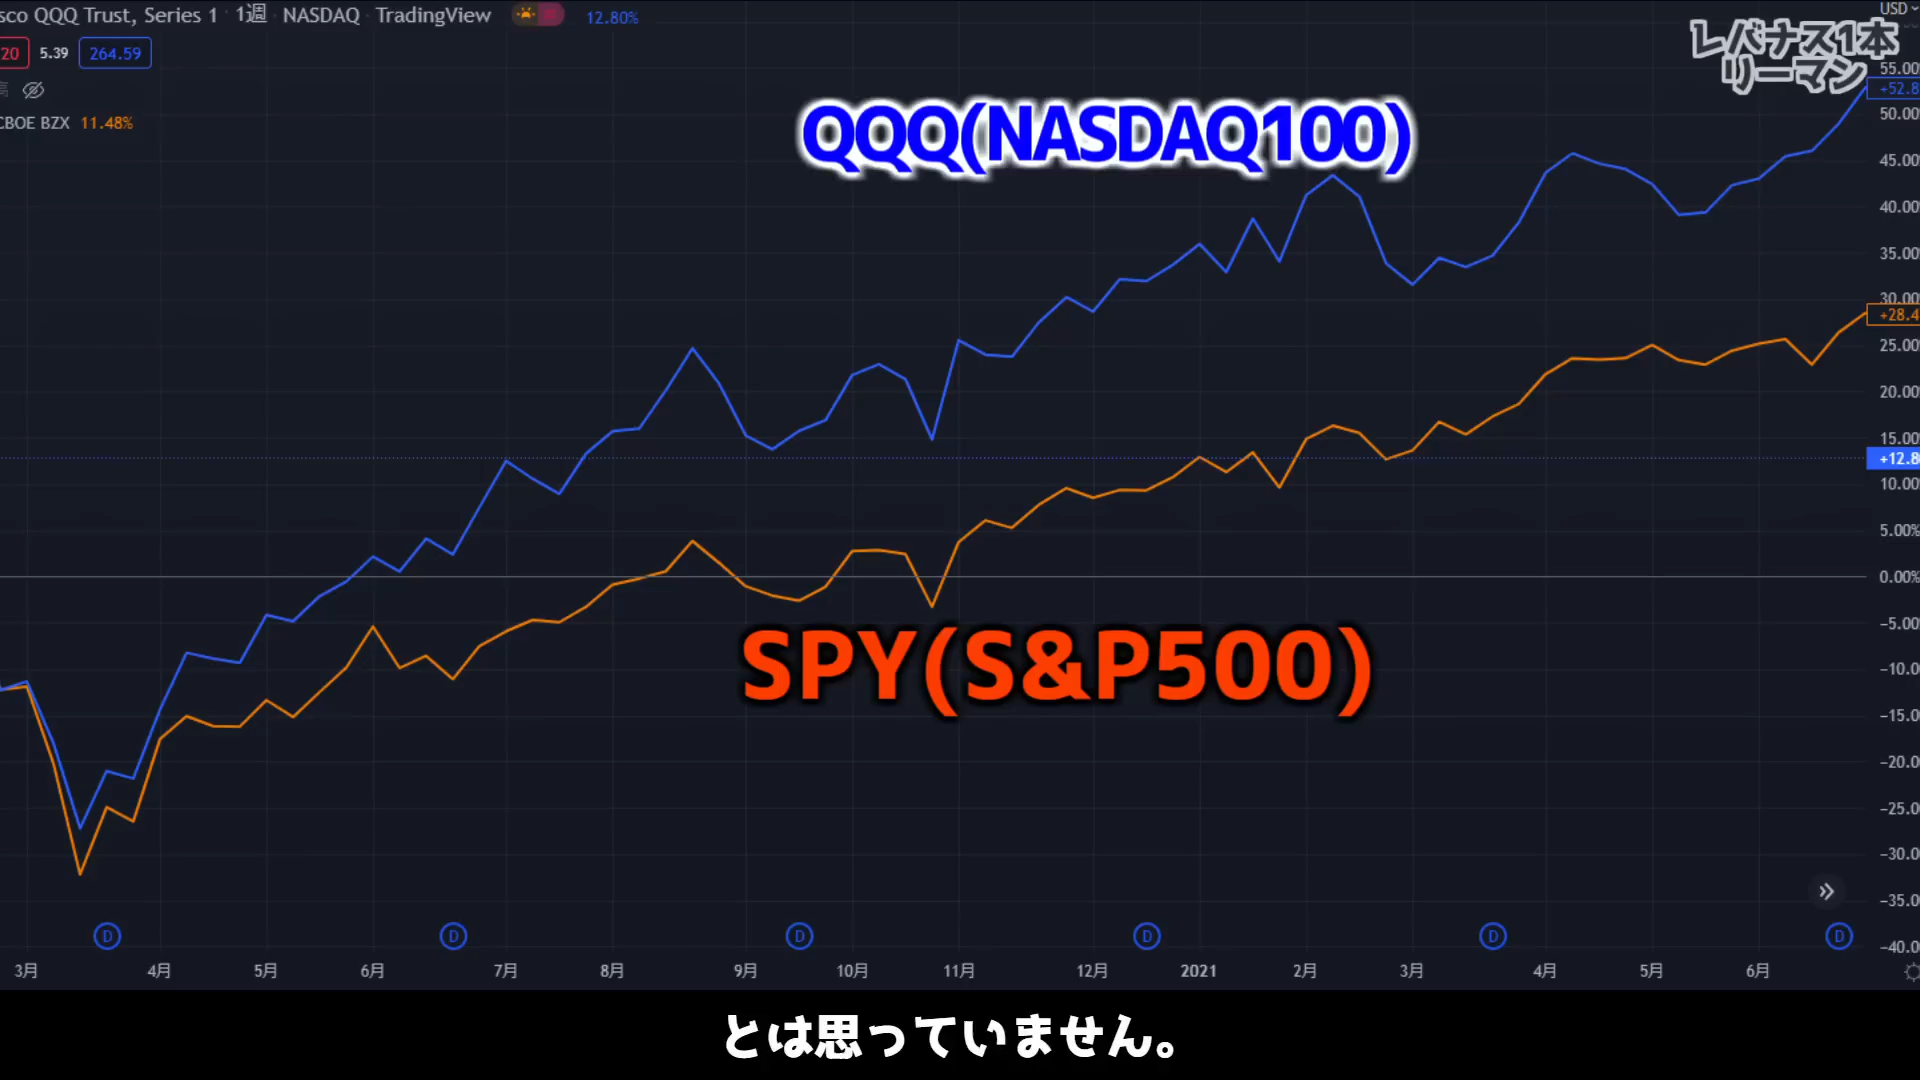 sco QQQ Trust, Series 1 · 1週 · NASDAQ · TradingView 12.80%
USD
レバナス1本
リーマン
20 5.39 264.59
CBOE BZX 11.48%
QQQ(NASDAQ100)
SPY(S&P500)
55.00
+52.8
50.00
45.00
40.00
35.00
30.00
+28.4
25.00
20.00
15.00
+12.8
10.00
5.00%
0.00%
−5.00
−10.0
−15.0
−20.0
−25.0
−30.0
−35.0
−40.0
D D D D D D
3月 4月 5月 6月 7月 8月 9月 10月 11月 12月 2021 2月 3月 4月 5月 6月
とは思っていません。